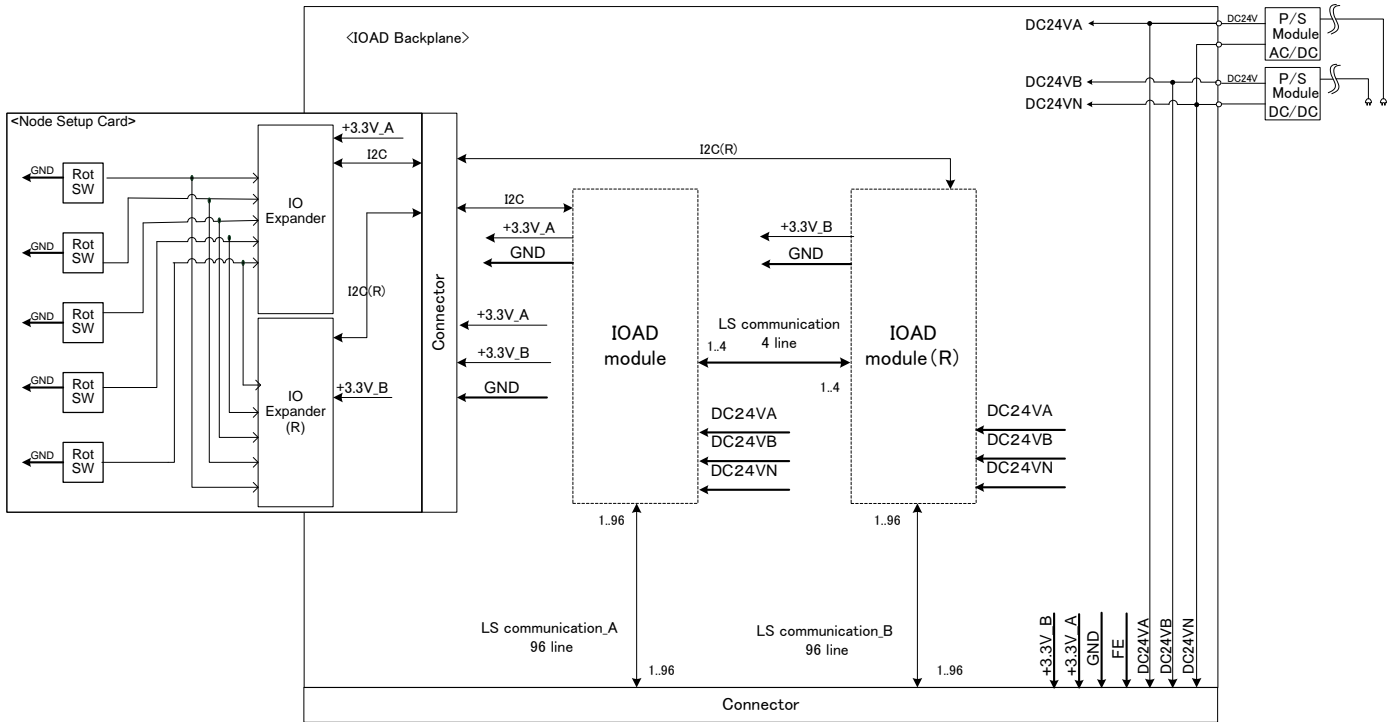 <IOAD Backplane>
DC24VA
DC24V
P/S
Module
AC/DC
DC24VB
DC24V
P/S
Module
DC/DC
DC24VN
<Node Setup Card>
+3.3V_A
I2C
I2C(R)
GND
Rot
SW
IO
Expander
I2C
+3.3V_A
GND
+3.3V_B
GND
GND
Rot
SW
I2C(R)
Connector
GND
Rot
SW
+3.3V_A
+3.3V_B
GND
IOAD
module
LS communication
4 line
1..4
1..4
IOAD
module(R)
GND
Rot
SW
IO
Expander
(R)
+3.3V_B
GND
Rot
SW
DC24VA
DC24VB
DC24VN
DC24VA
DC24VB
DC24VN
1..96
1..96
LS communication_A
96 line
LS communication_B
96 line
1..96
1..96
+3.3V_B
+3.3V_A
GND
FE
DC24VA
DC24VB
DC24VN
Connector